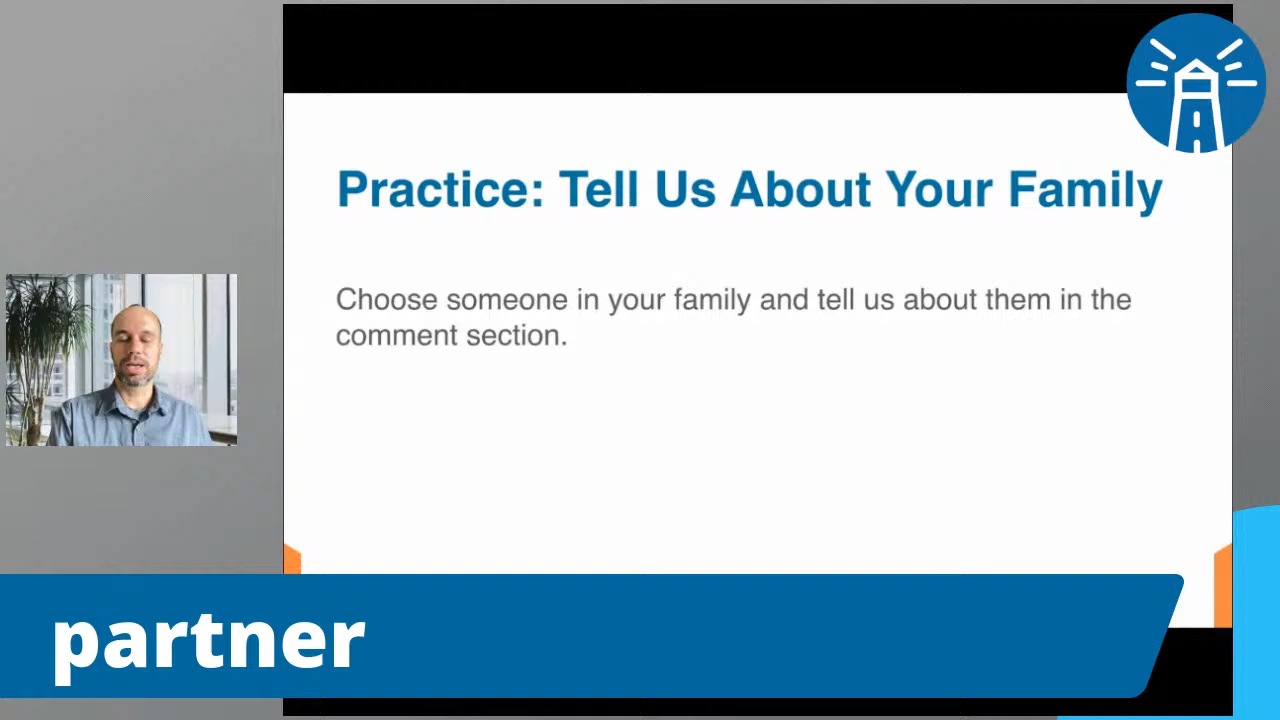 Practice: Tell Us About Your Family
Choose someone in your family and tell us about them in the
comment section.
partner